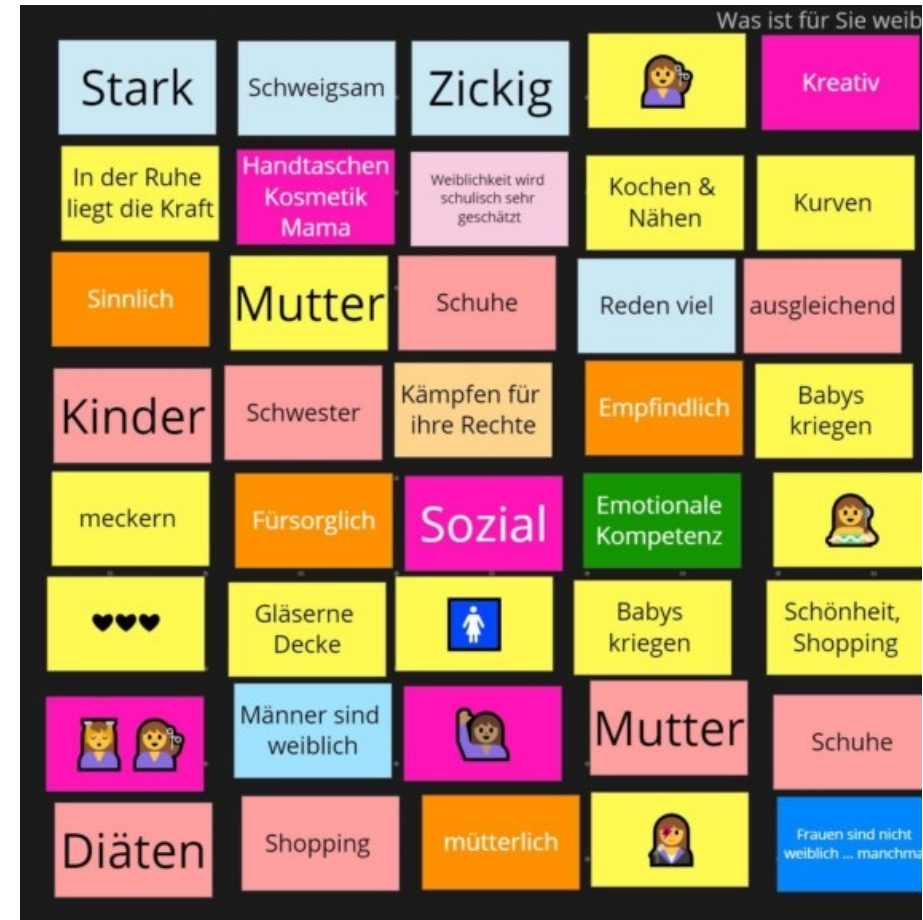 Was ist für Sie weib
Stark
Schweigsam
Zickig
Kreativ
In der Ruhe
liegt die Kraft
Handtaschen
Kosmetik
Mama
Weiblichkeit wird
schulisch sehr
geschätzt
Kochen &
Nähen
Kurven
Sinnlich
Mutter
Schuhe
Reden viel
ausgleichend
Kinder
Schwester
Kämpfen für
ihre Rechte
Empfindlich
Babys
kriegen
meckern
Fürsorglich
Sozial
Emotionale
Kompetenz
Gläserne
Decke
Babys
kriegen
Schönheit,
Shopping
Männer sind
weiblich
Mutter
Schuhe
Diäten
Shopping
mütterlich
Frauen sind nicht
weiblich ... manchma